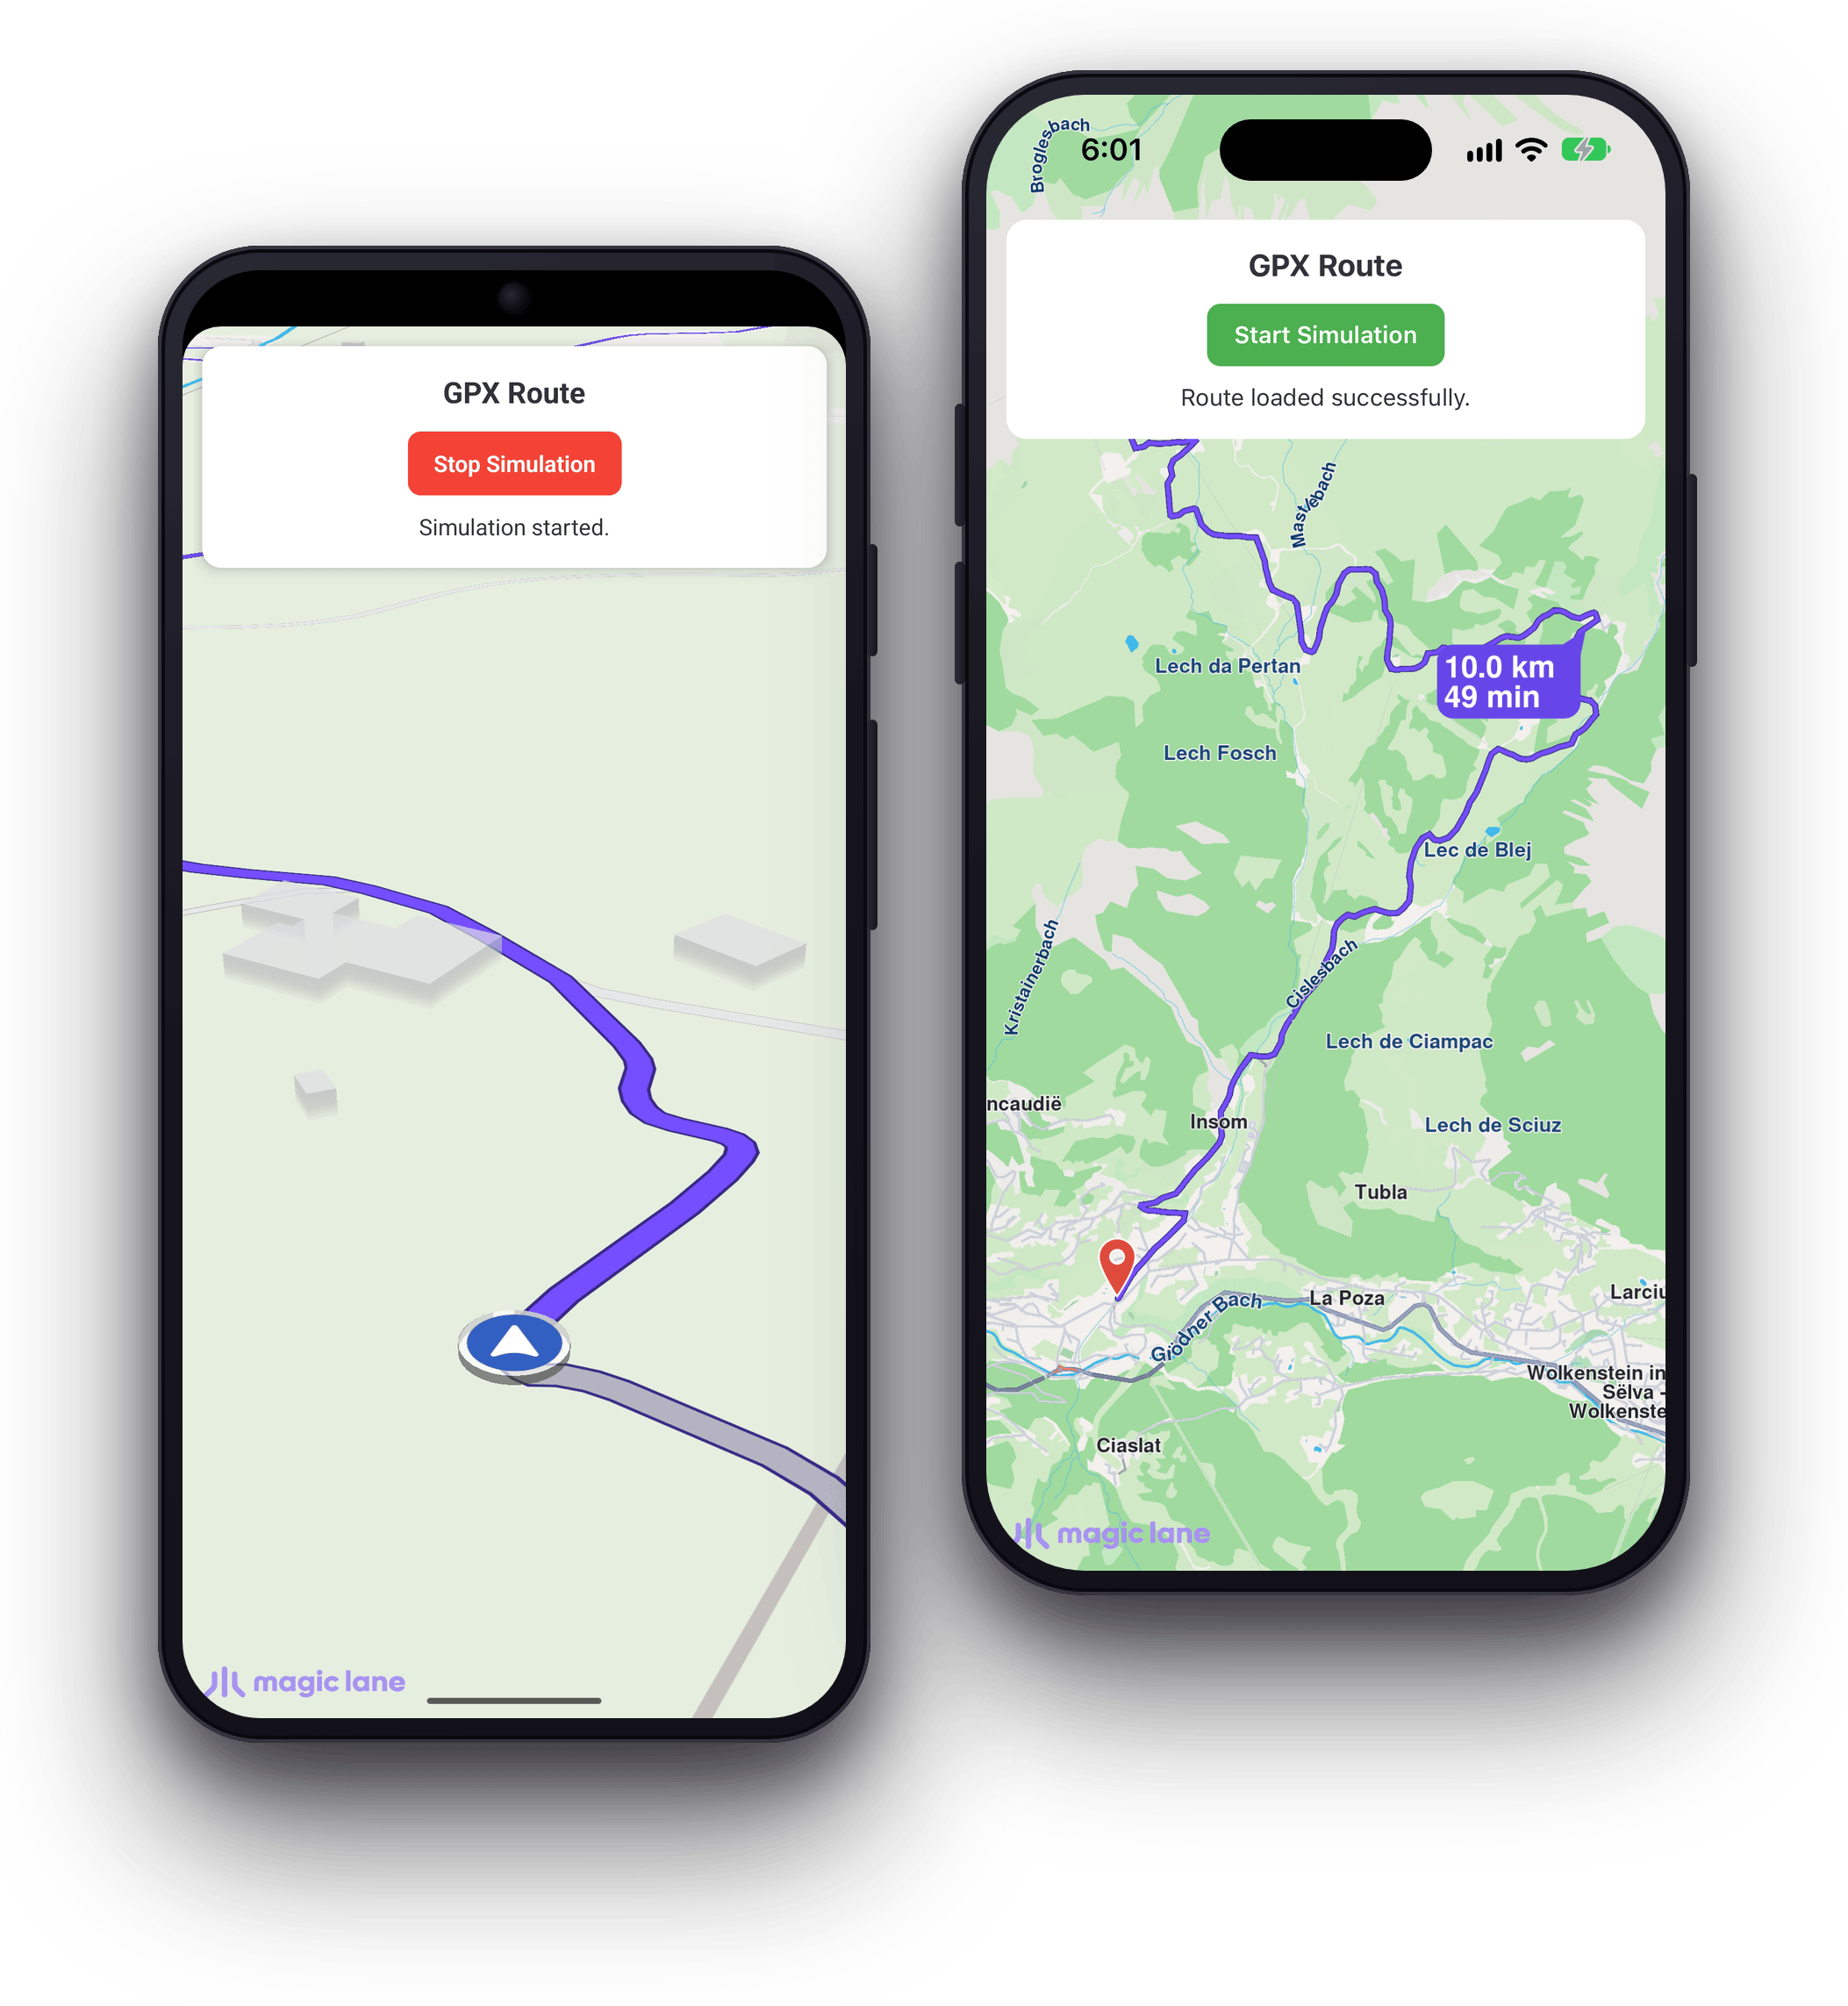 GPX Route
Stop Simulation
Simulation started.
magic lane
Broglesbach
6:01
GPX Route
Start Simulation
Route loaded successfully.
Lech da Pertan
10.0 km
49 min
Lech Fosch
Lec de Blej
Kristainerbach
Cislesbach
Lech de Ciampac
ncaudië
Insom
Lech de Sciuz
Tubla
Larciu
La Poza
Grödner Bach
Wolkenstein in
Sëlva -
Wolkenste
Ciaslat
magic lane